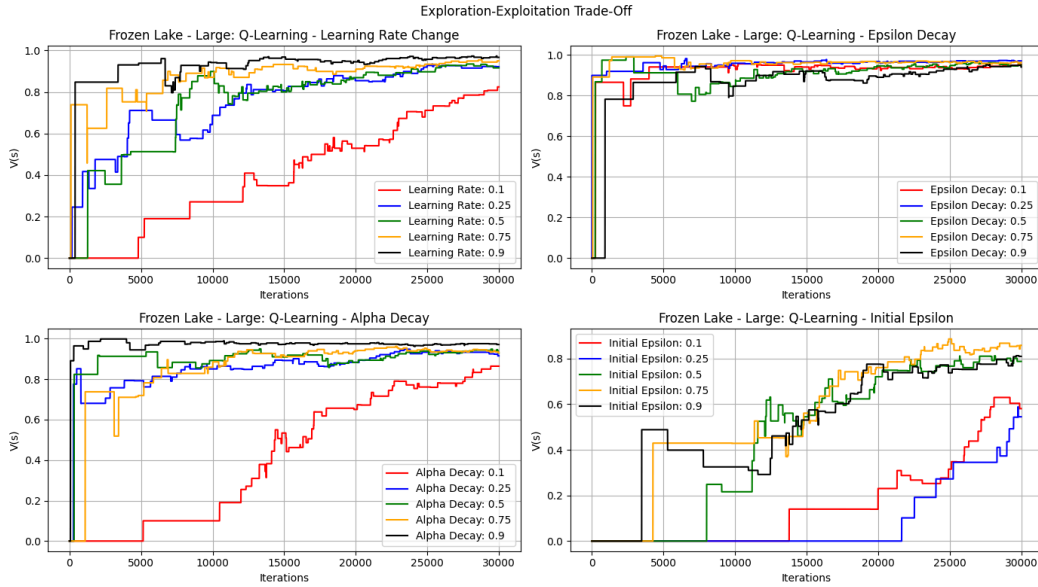 Exploration-Exploitation Trade-Off
Frozen Lake - Large: Q-Learning - Learning Rate Change
1.0
0.8
0.6
0.4
0.2
0.0
V(s)
Learning Rate: 0.1
Learning Rate: 0.25
Learning Rate: 0.5
Learning Rate: 0.75
Learning Rate: 0.9
0 5000 10000 15000 20000 25000 30000
Iterations
Frozen Lake - Large: Q-Learning - Epsilon Decay
1.0
0.8
0.6
0.4
0.2
0.0
V(s)
Epsilon Decay: 0.1
Epsilon Decay: 0.25
Epsilon Decay: 0.5
Epsilon Decay: 0.75
Epsilon Decay: 0.9
0 5000 10000 15000 20000 25000 30000
Iterations
Frozen Lake - Large: Q-Learning - Alpha Decay
1.0
0.8
0.6
0.4
0.2
0.0
V(s)
Alpha Decay: 0.1
Alpha Decay: 0.25
Alpha Decay: 0.5
Alpha Decay: 0.75
Alpha Decay: 0.9
0 5000 10000 15000 20000 25000 30000
Iterations
Frozen Lake - Large: Q-Learning - Initial Epsilon
0.8
0.6
0.4
0.2
0.0
V(s)
Initial Epsilon: 0.1
Initial Epsilon: 0.25
Initial Epsilon: 0.5
Initial Epsilon: 0.75
Initial Epsilon: 0.9
0 5000 10000 15000 20000 25000 30000
Iterations